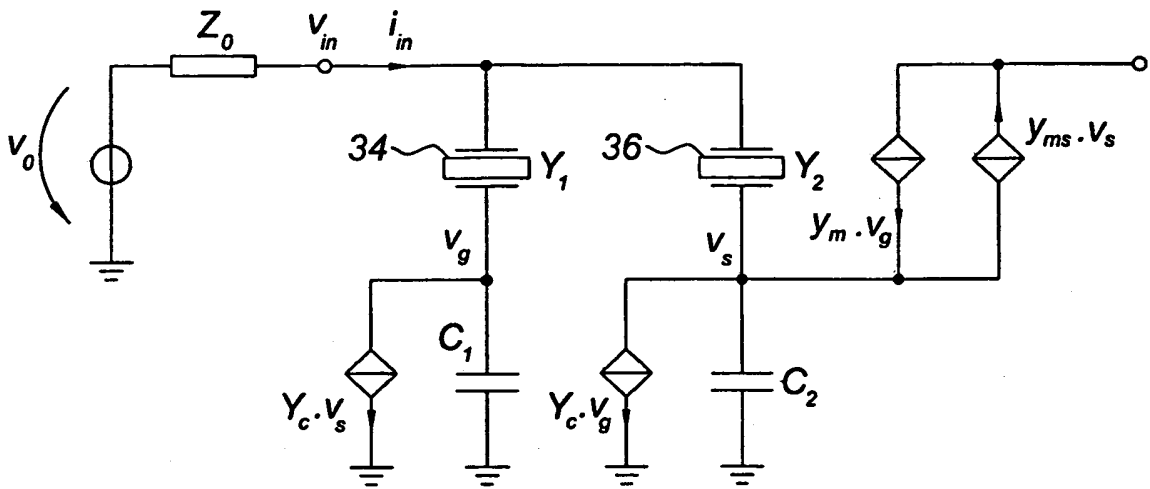 Z0 vin iin
v0
34 Y1 36 Y2 yms.vs
ym.vg
vg vs
C1 C2
Yc.vs Yc.vg